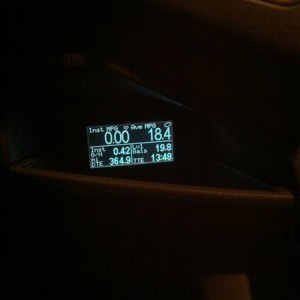 Inst MPG Ave MPG
0.00 18.4
Inst G/H 0.42 Lvl Gals 19.8
DTE 364.9 TTE 13:48